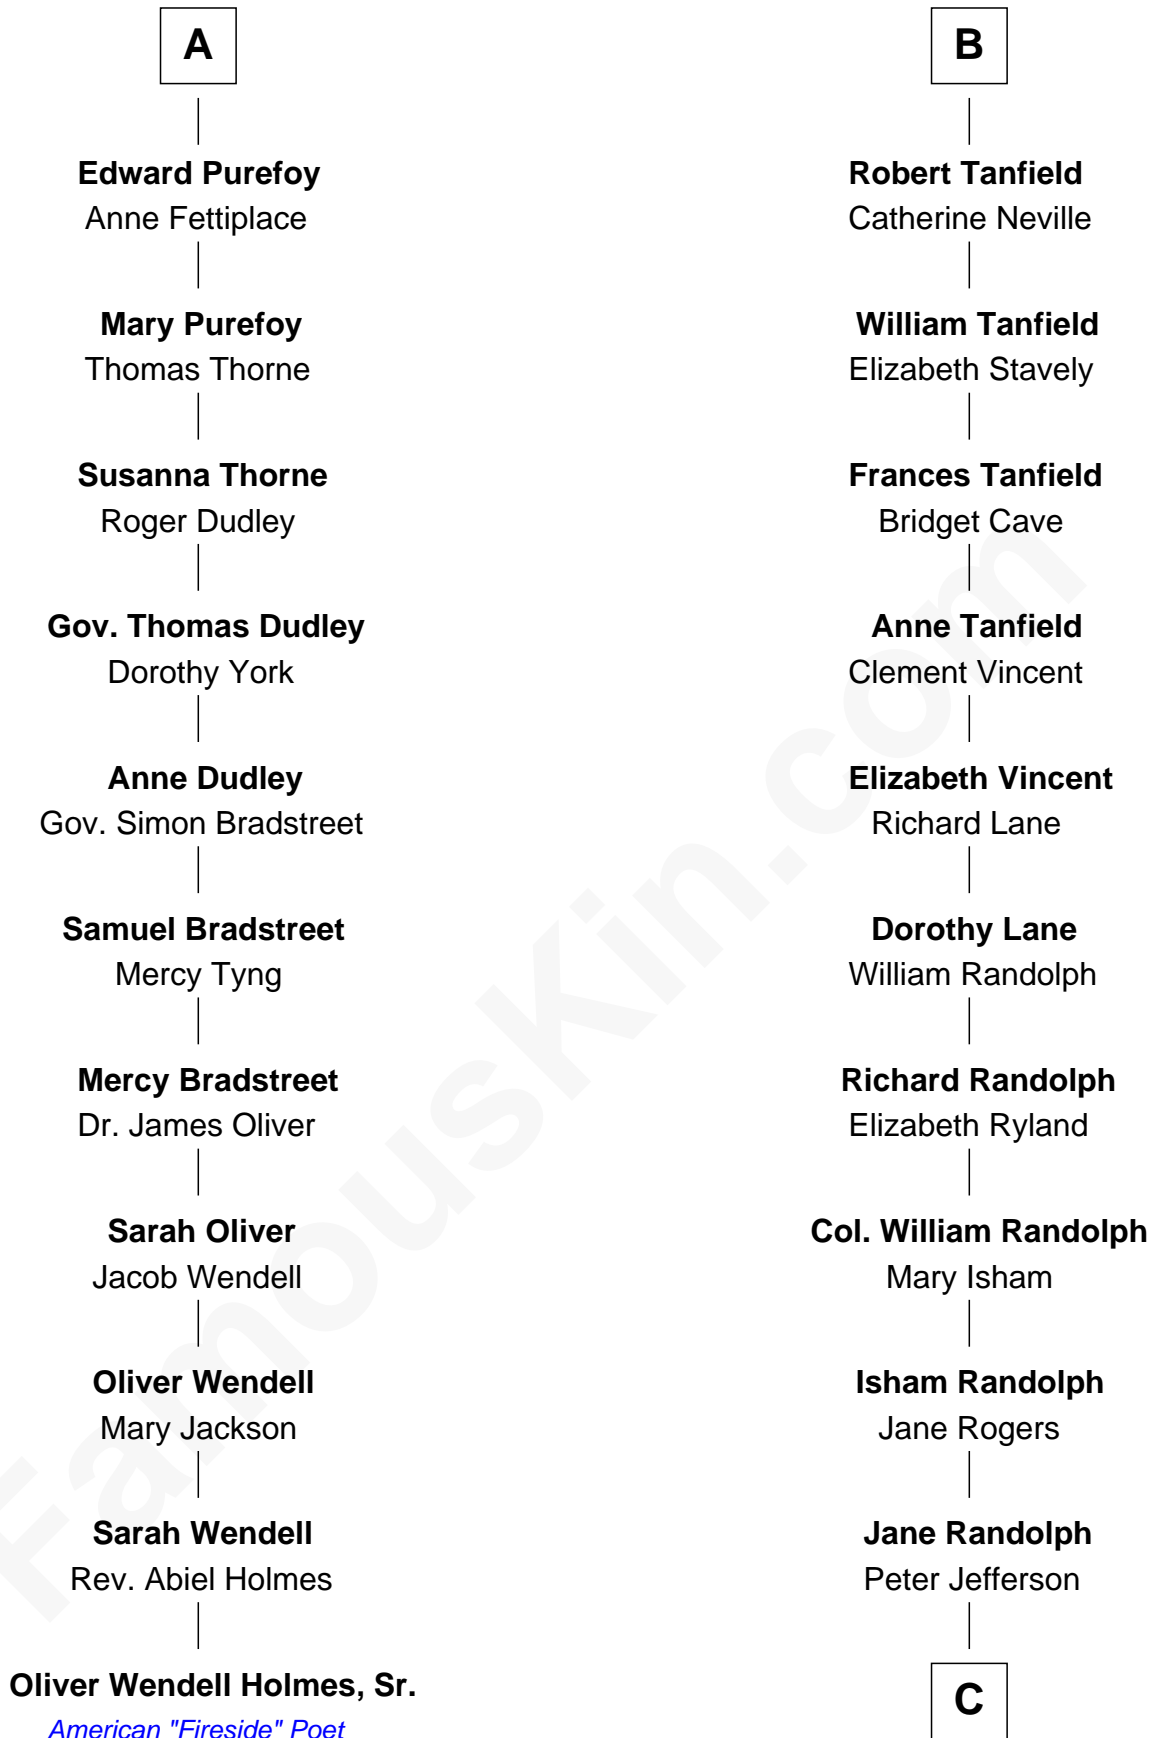 A
Edward Purefoy
Anne Fettiplace
Mary Purefoy
Thomas Thorne
Susanna Thorne
Roger Dudley
Gov. Thomas Dudley
Dorothy York
Anne Dudley
Gov. Simon Bradstreet
Samuel Bradstreet
Mercy Tyng
Mercy Bradstreet
Dr. James Oliver
Sarah Oliver
Jacob Wendell
Oliver Wendell
Mary Jackson
Sarah Wendell
Rev. Abiel Holmes
Oliver Wendell Holmes, Sr.
American "Fireside" Poet
B
Robert Tanfield
Catherine Neville
William Tanfield
Elizabeth Stavely
Frances Tanfield
Bridget Cave
Anne Tanfield
Clement Vincent
Elizabeth Vincent
Richard Lane
Dorothy Lane
William Randolph
Richard Randolph
Elizabeth Ryland
Col. William Randolph
Mary Isham
Isham Randolph
Jane Rogers
Jane Randolph
Peter Jefferson
C
FamousKin.com